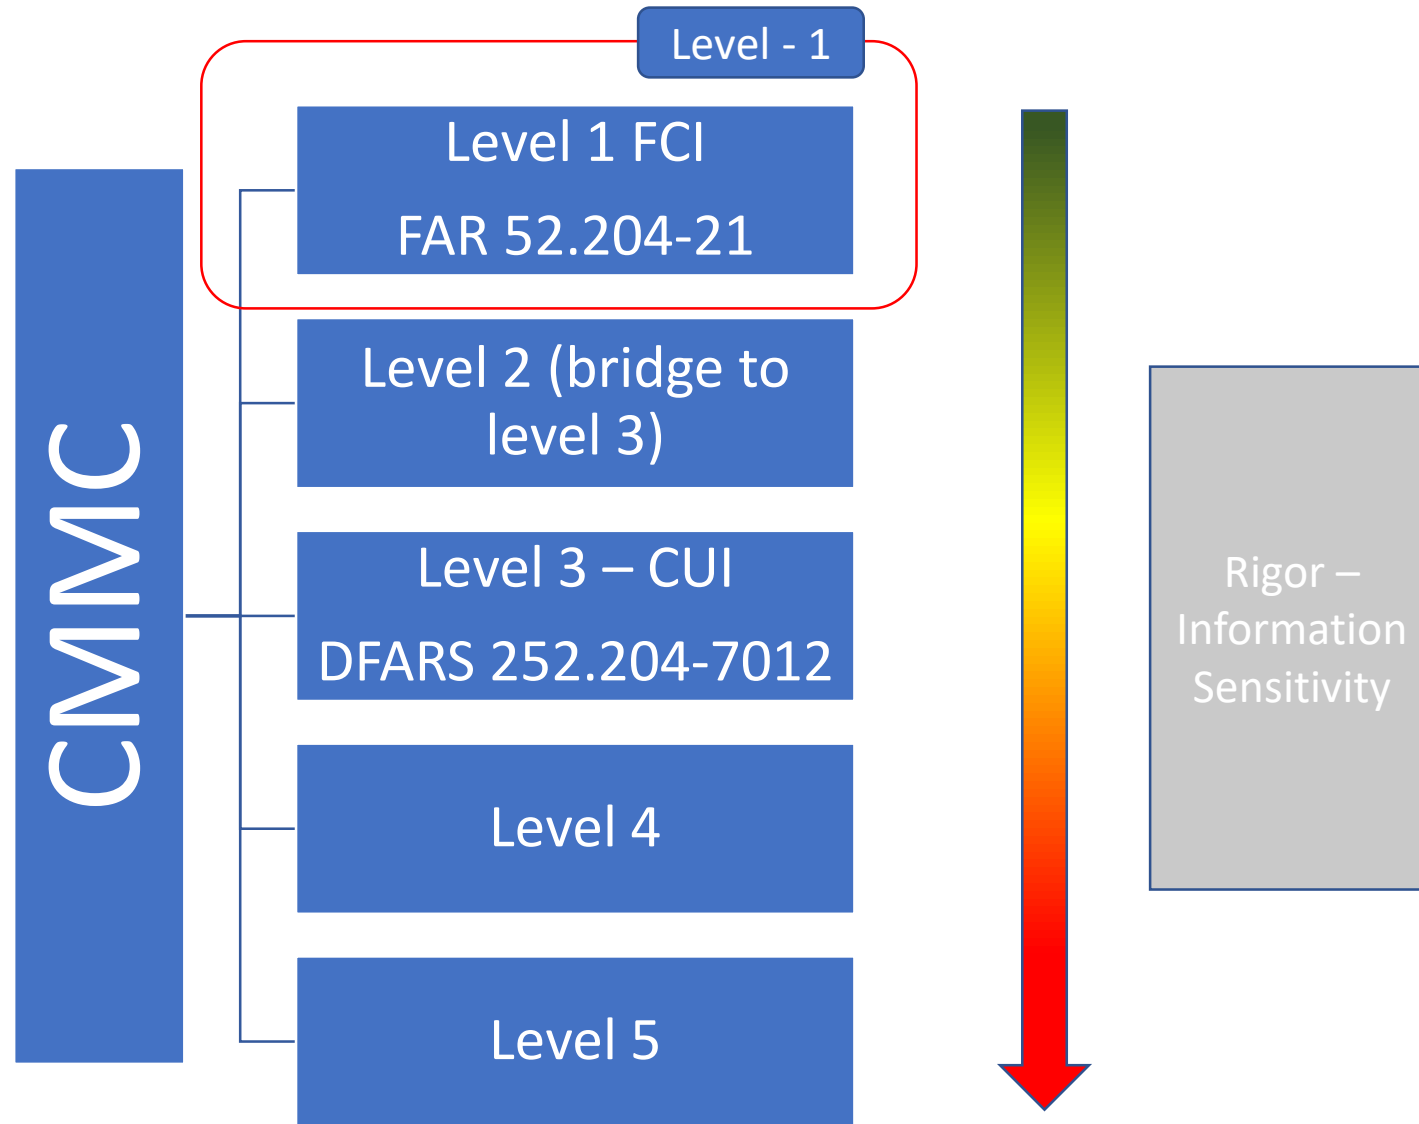 Level - 1
CMMC
Level 1 FCI
FAR 52.204-21
Level 2 (bridge to
level 3)
Level 3 – CUI
DFARS 252.204-7012
Level 4
Level 5
Rigor –
Information
Sensitivity